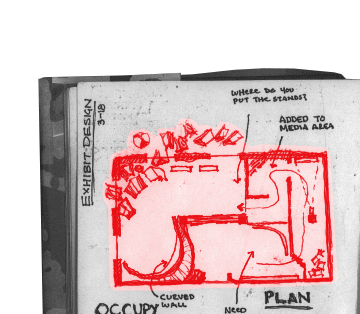 EXHIBIT DESIGN
3-18
WHERE DO YOU
PUT THE STANDS?
ADDED TO
MEDIA AREA
CURVED
WALL
OCCUPY
NEED
PLAN